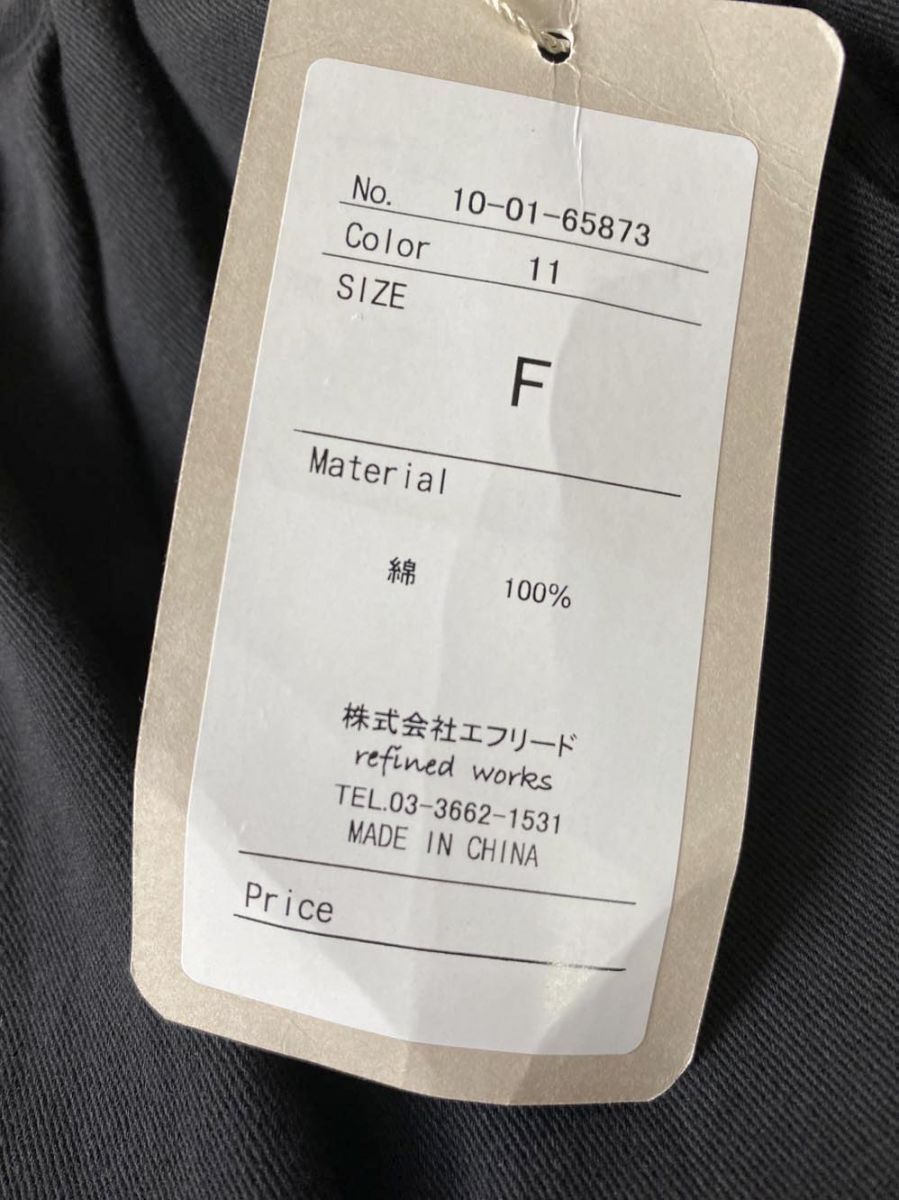 No. 10-01-65873
Color 11
SIZE
F
Material
綿 100%
株式会社エフリード
refined works
TEL.03-3662-1531
MADE IN CHINA
Price